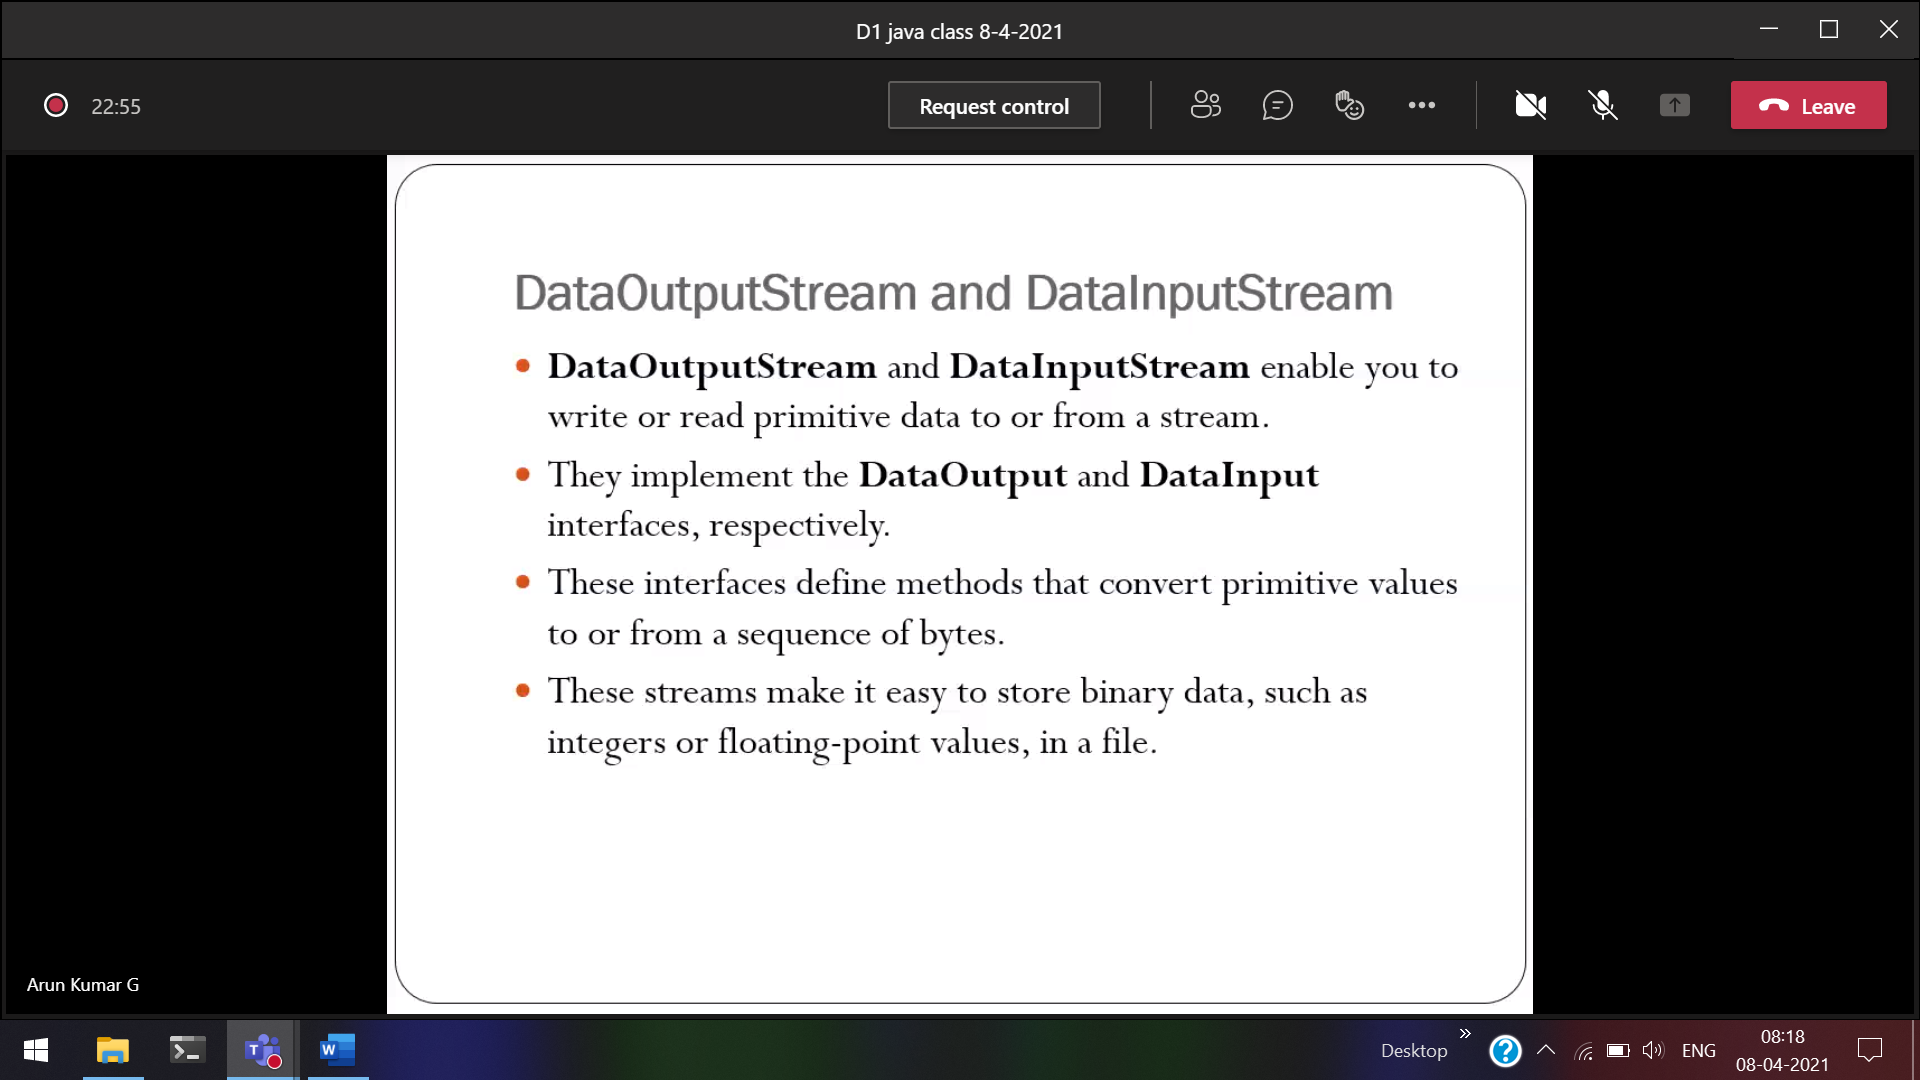 D1 java class 8-4-2021
22:55
Request control
Leave
DataOutputStream and DataInputStream
• DataOutputStream and DataInputStream enable you to
write or read primitive data to or from a stream.
• They implement the DataOutput and DataInput
interfaces, respectively.
• These interfaces define methods that convert primitive values
to or from a sequence of bytes.
• These streams make it easy to store binary data, such as
integers or floating-point values, in a file.
Arun Kumar G
Desktop
ENG
08:18
08-04-2021